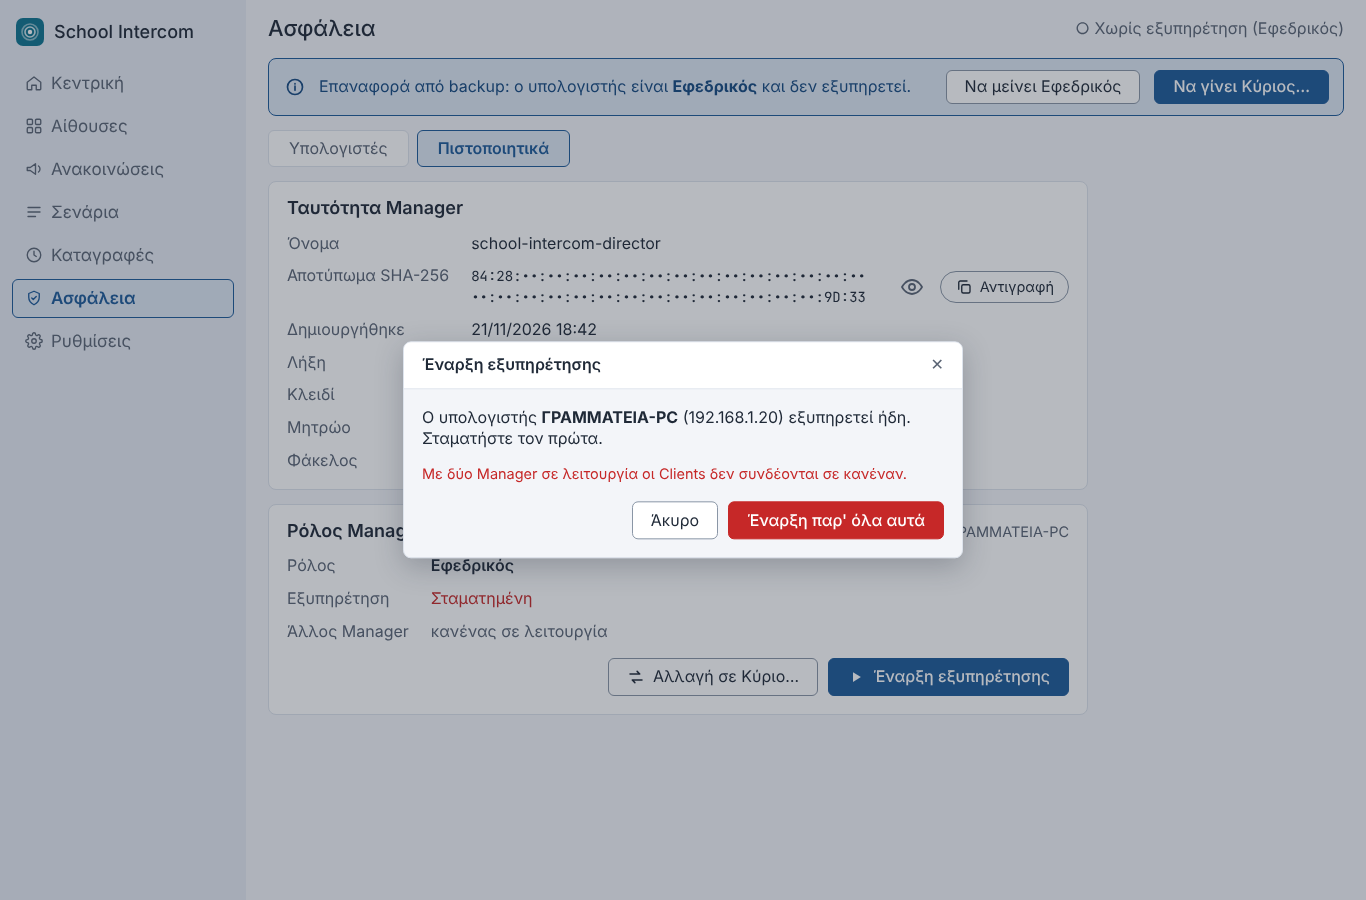 School Intercom
Κεντρική
Αίθουσες
Ανακοινώσεις
Σενάρια
Καταγραφές
Ασφάλεια
Ρυθμίσεις
Ασφάλεια
Χωρίς εξυπηρέτηση (Εφεδρικός)
Επαναφορά από backup: ο υπολογιστής είναι Εφεδρικός και δεν εξυπηρετεί.
Να μείνει Εφεδρικός
Να γίνει Κύριος…
Υπολογιστές
Πιστοποιητικά
Ταυτότητα Manager
Όνομα
school-intercom-director
Αποτύπωμα SHA-256
84:28:••:••:••:••:••:••:••:••:••:••:••:••:••:••
••:••:••:••:••:••:••:••:••:••:••:••:••:••:9D:33
Αντιγραφή
Δημιουργήθηκε
21/11/2026 18:42
Λήξη
Κλειδί
Μητρώο
Φάκελος
Έναρξη εξυπηρέτησης
Ο υπολογιστής ΓΡΑΜΜΑΤΕΙΑ-PC (192.168.1.20) εξυπηρετεί ήδη.
Σταματήστε τον πρώτα.
Με δύο Manager σε λειτουργία οι Clients δεν συνδέονται σε κανέναν.
Άκυρο
Έναρξη παρ' όλα αυτά
Ρόλος Manag
ΡΑΜΜΑΤΕΙΑ-PC
Ρόλος
Εφεδρικός
Εξυπηρέτηση
Σταματημένη
Άλλος Manager
κανένας σε λειτουργία
Αλλαγή σε Κύριο…
Έναρξη εξυπηρέτησης